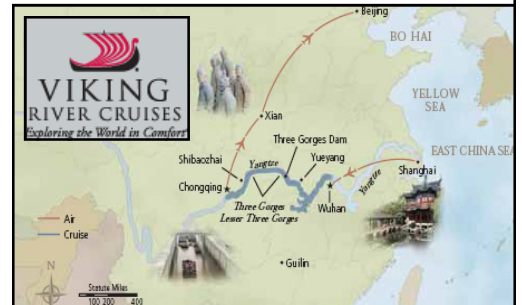 VIKING
RIVER CRUISES
Exploring the World in Comfort
Beijing
BO HAI
YELLOW
SEA
Xian
Three Gorges Dam
EAST CHINA SEA
Shibaozhai
Yangtze
Yueyang
Shanghai
Chongqing
Yangtze
Three Gorges
Lesser Three Gorges
Wuhan
Air
Cruise
Guilin
N
Statute Miles
100 200 400